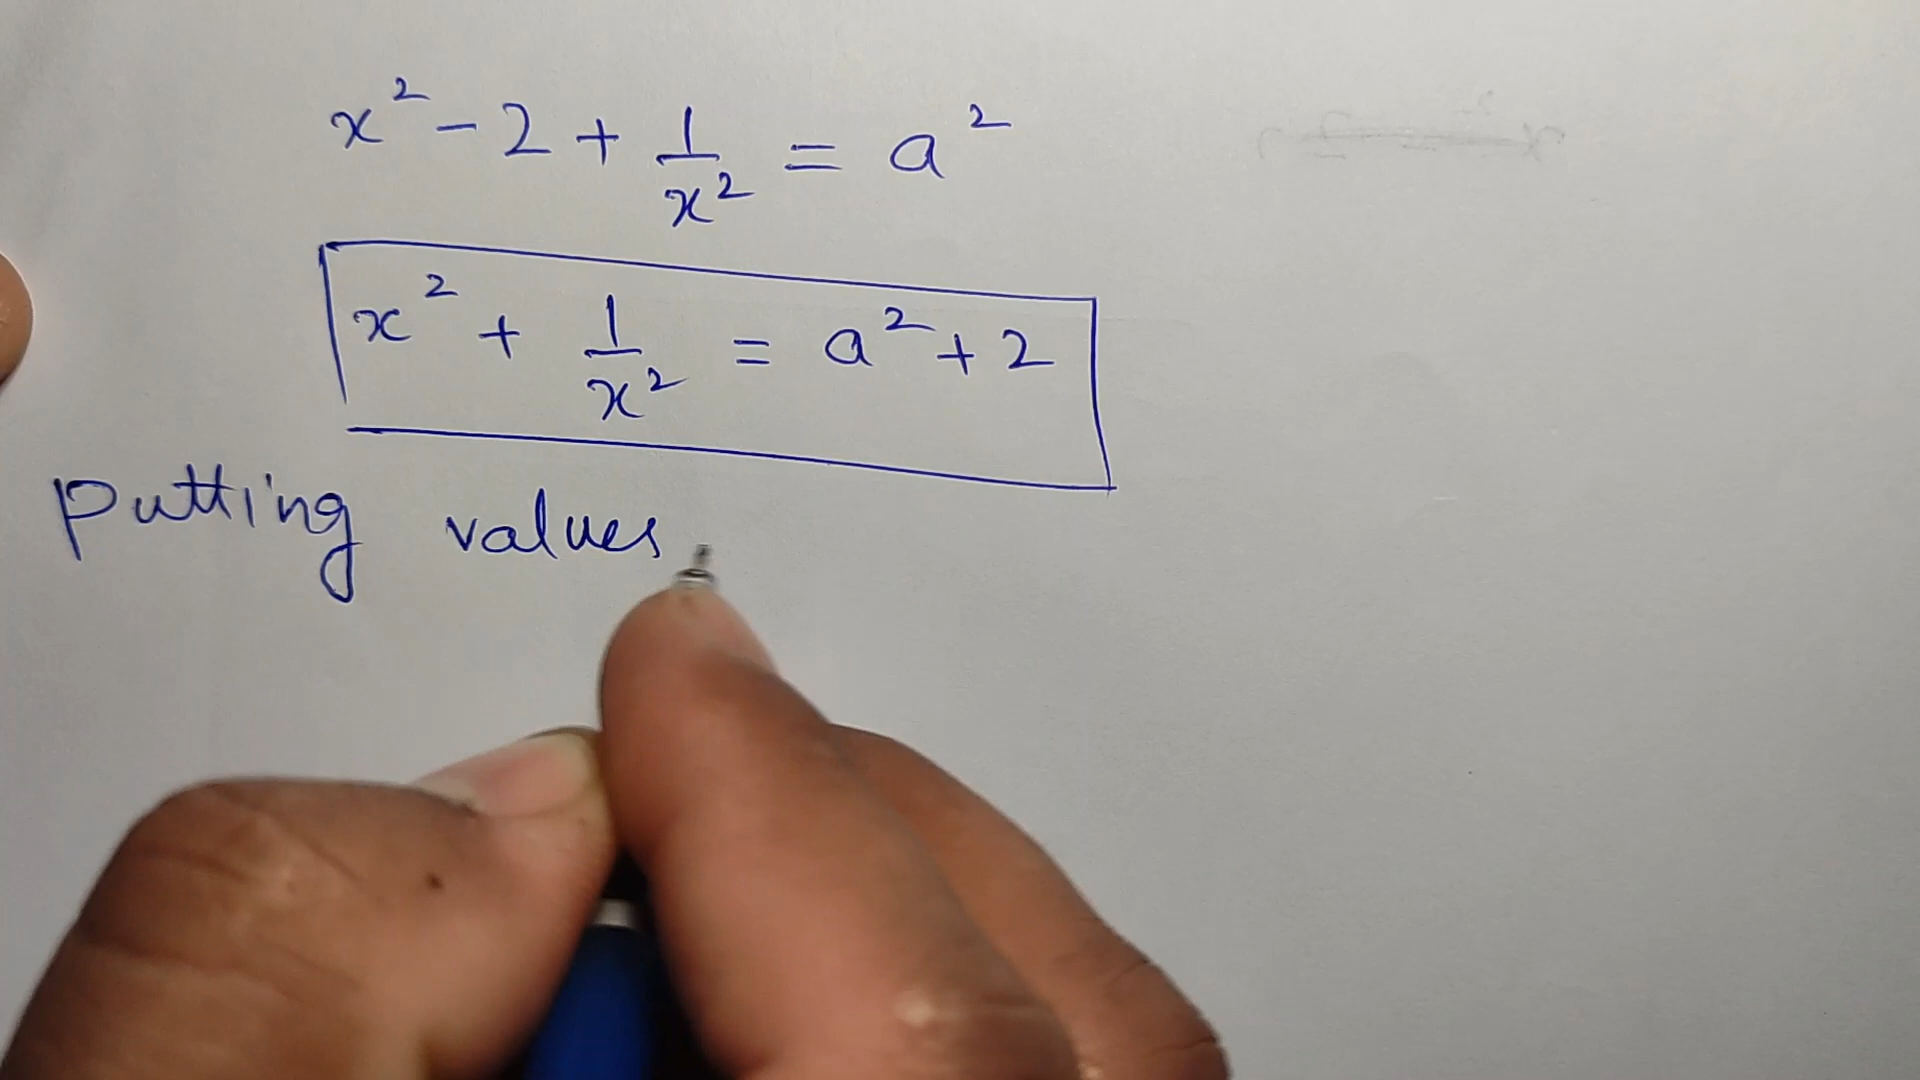 x² - 2 + 1/x² = a²
x² + 1/x² = a² + 2
putting values